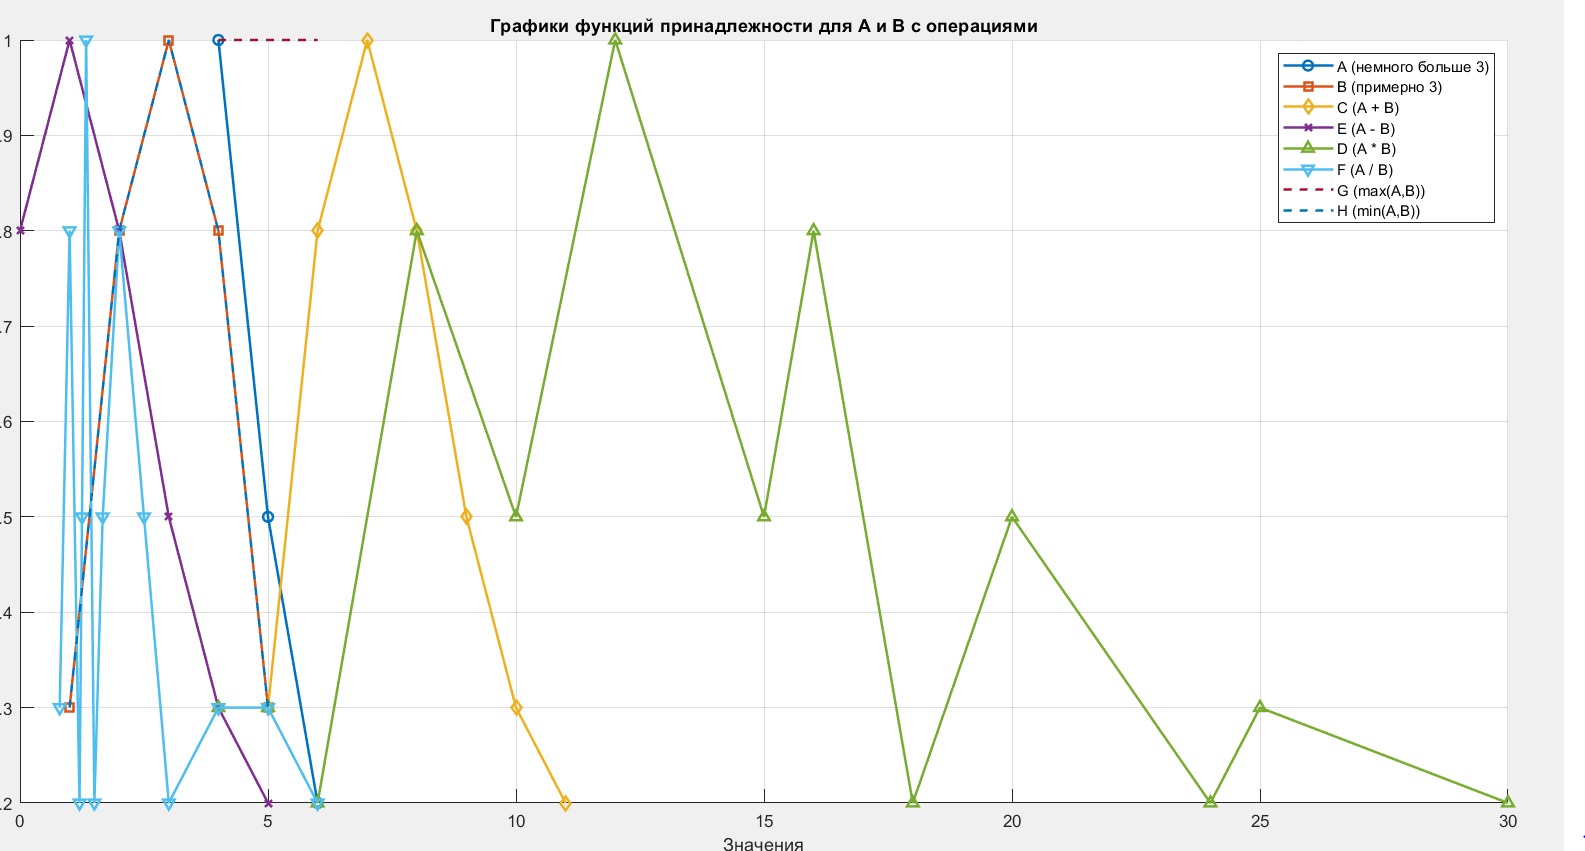 Графики функций принадлежности для A и B с операциями
1
.9
.8
.7
.6
.5
.4
.3
.2
A (немного больше 3)
B (примерно 3)
C (A + B)
E (A - B)
D (A * B)
F (A / B)
G (max(A,B))
H (min(A,B))
0 5 10 15 20 25 30
Значения